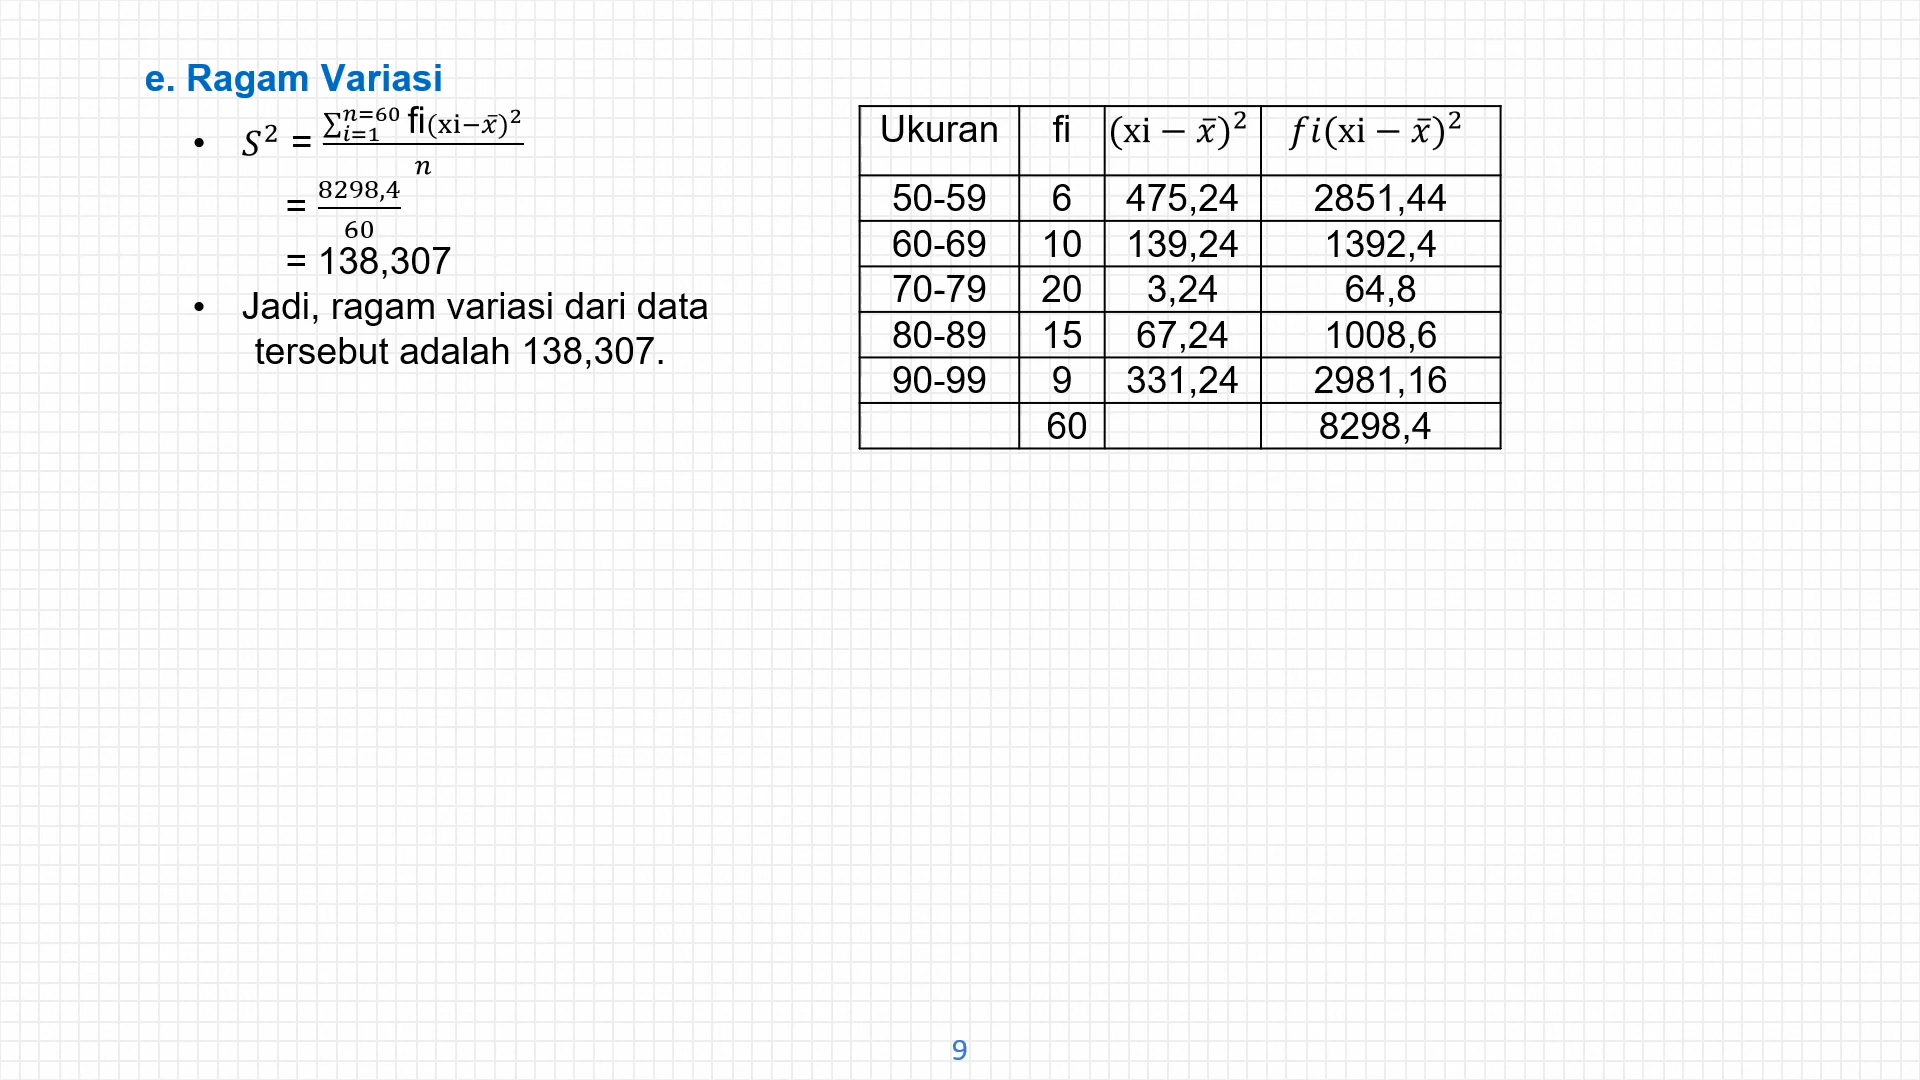 e. Ragam Variasi
• S² = ∑ᵢ₌₁ⁿ⁼⁶⁰ fi(xi−x̄)² / n
= 8298,4 / 60
= 138,307
• Jadi, ragam variasi dari data
tersebut adalah 138,307.
Ukuran fi (xi − x̄)² fi(xi − x̄)²
50-59 6 475,24 2851,44
60-69 10 139,24 1392,4
70-79 20 3,24 64,8
80-89 15 67,24 1008,6
90-99 9 331,24 2981,16
60 8298,4
9